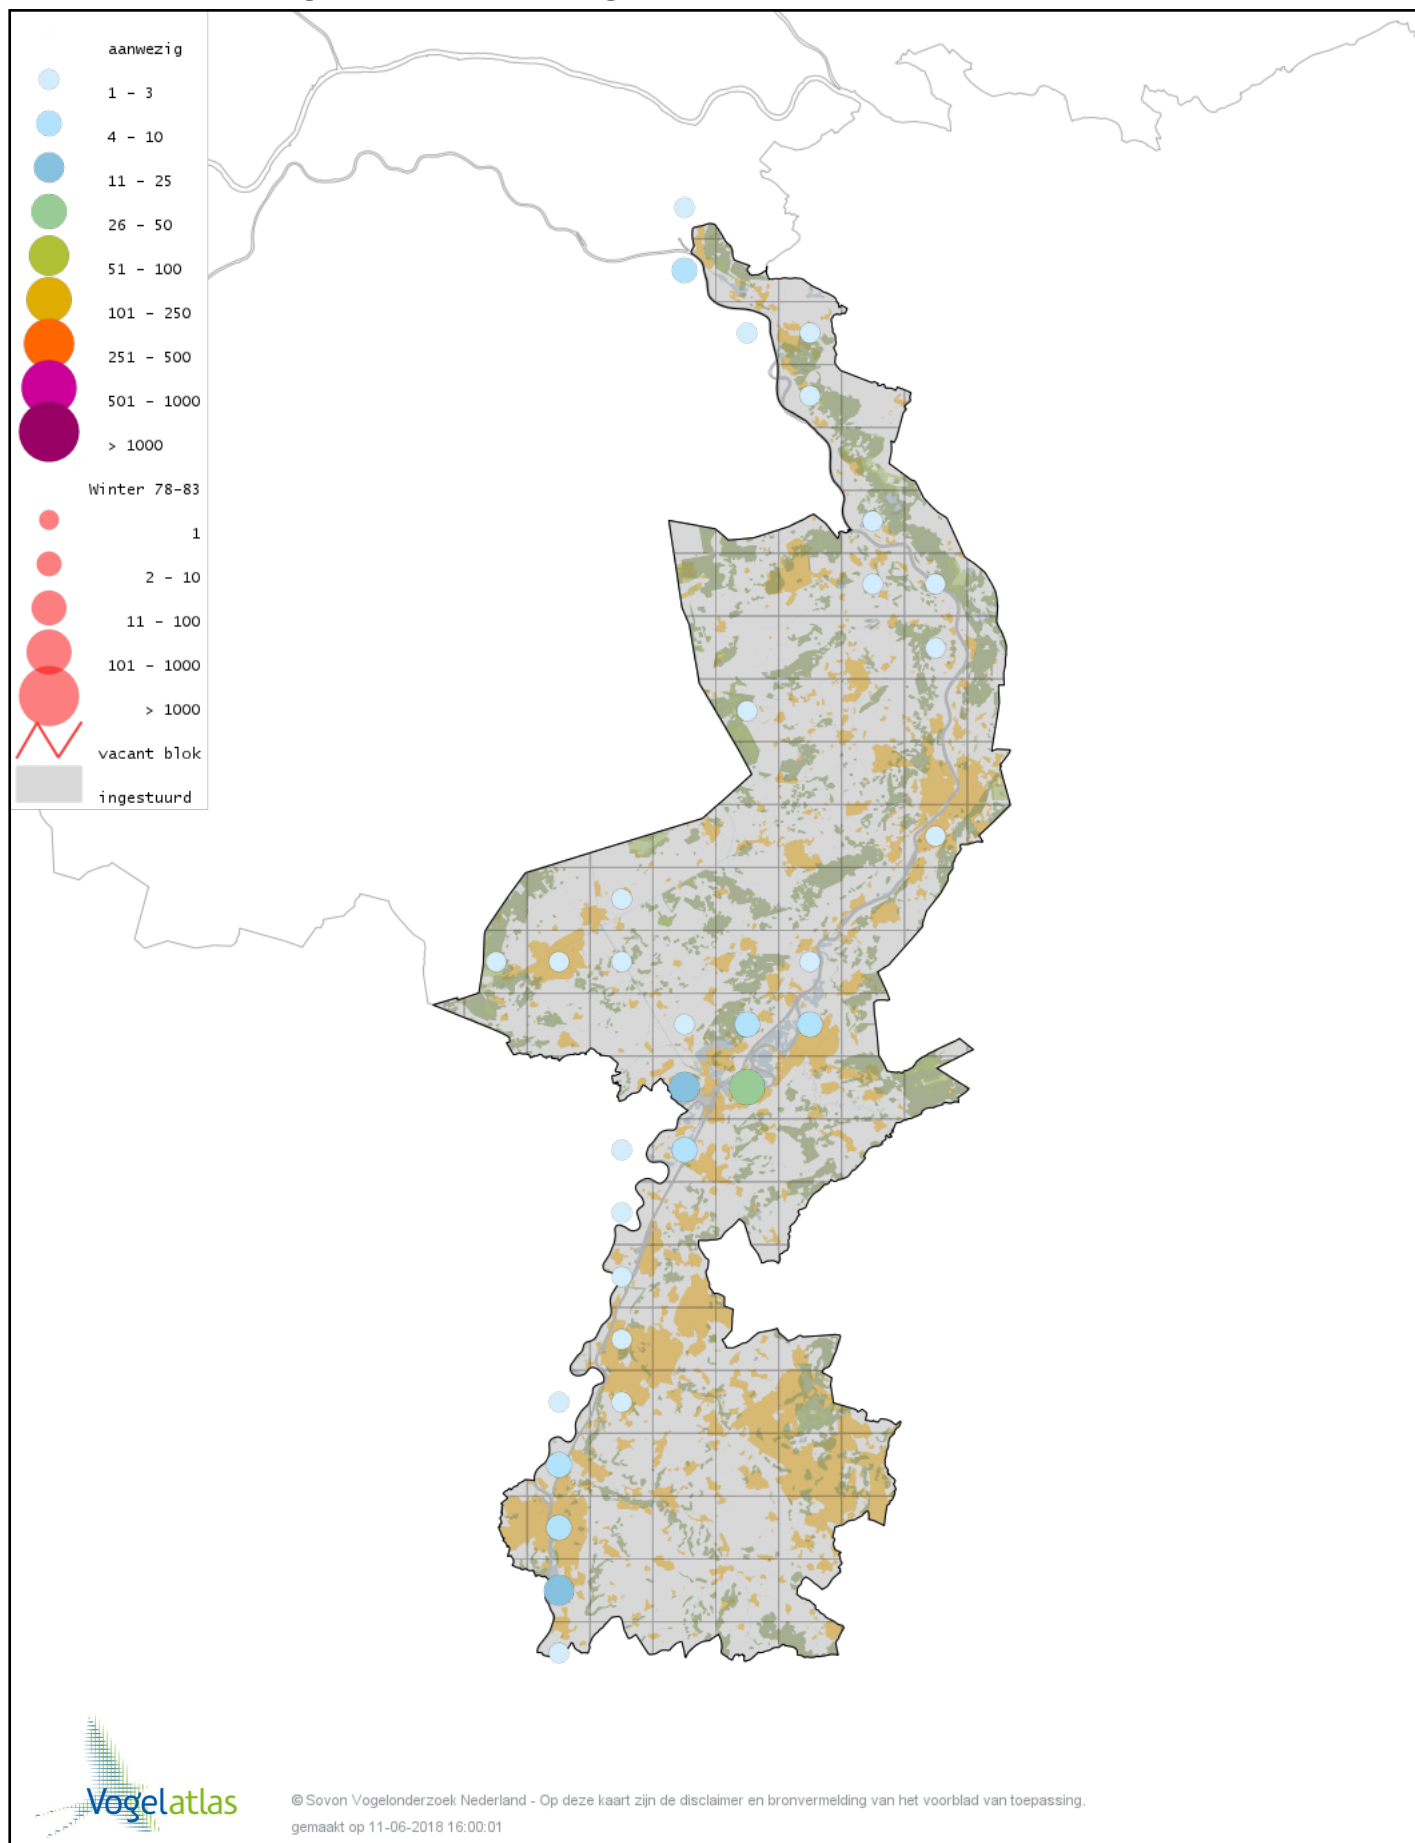 aanwezig
1 - 3
4 - 10
11 - 25
26 - 50
51 - 100
101 - 250
251 - 500
501 - 1000
> 1000
Winter 78-83
1
2 - 10
11 - 100
101 - 1000
> 1000
vacant blok
ingestuurd
Vogelatlas
© Sovon Vogelonderzoek Nederland - Op deze kaart zijn de disclaimer en bronvermelding van het voorblad van toepassing.
gemaakt op 11-06-2018 16:00:01